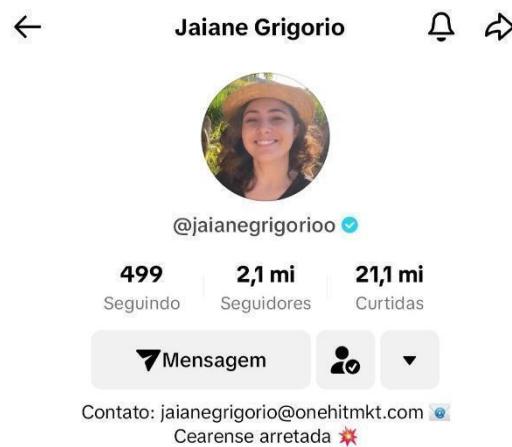 Jaiane Grigorio
@jaianegrigorioo
499 2,1 mi 21,1 mi
Seguindo Seguidores Curtidas
Mensagem
Contato: jaianegrigorio@onehitmkt.com
Cearense arretada